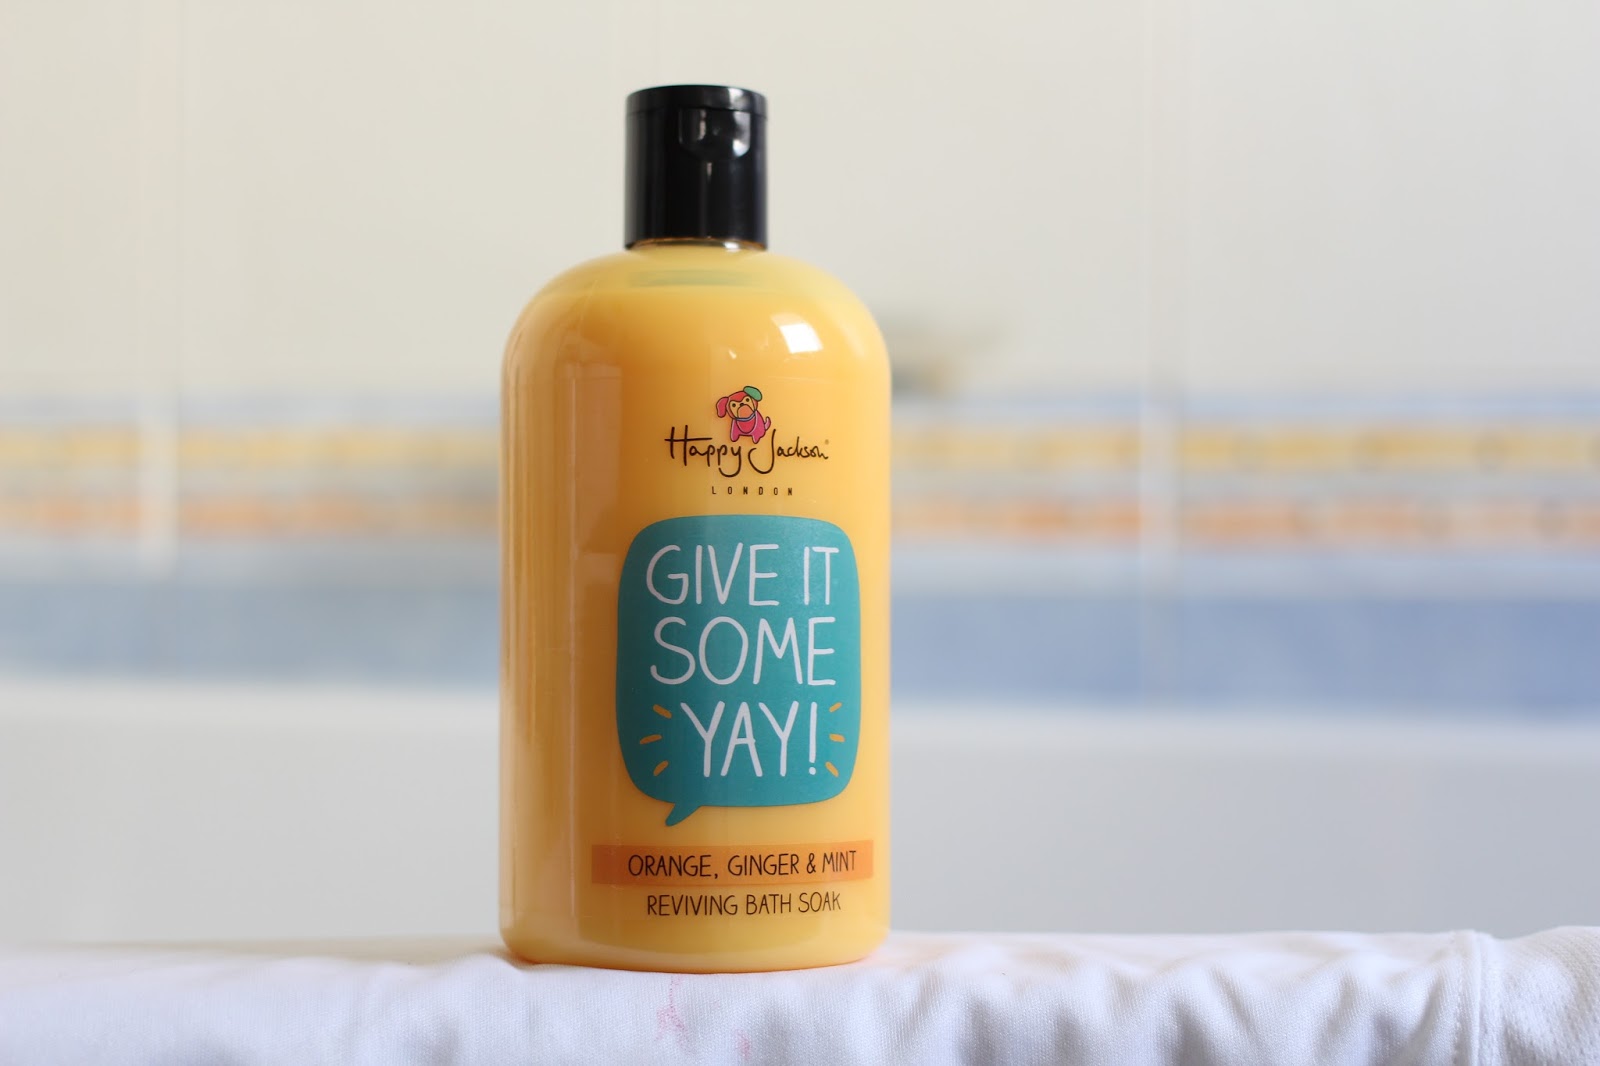 Happy Jackson®
LONDON
GIVE IT
SOME
YAY!
ORANGE, GINGER & MINT
REVIVING BATH SOAK